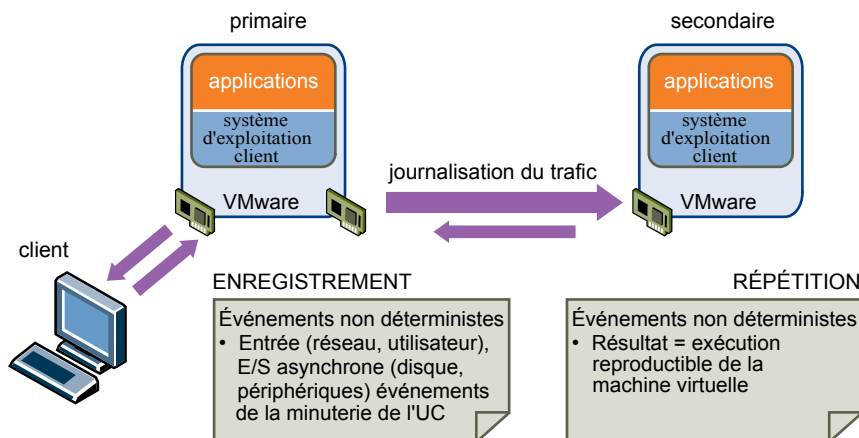 primaire
secondaire
applications
système
d'exploitation
client
VMware
applications
système
d'exploitation
client
VMware
journalisation du trafic
client
ENREGISTREMENT
Événements non déterministes
• Entrée (réseau, utilisateur),
E/S asynchrone (disque,
périphériques) événements
de la minuterie de l'UC
RÉPÉTITION
Événements non déterministes
• Résultat = exécution
reproductible de la
machine virtuelle